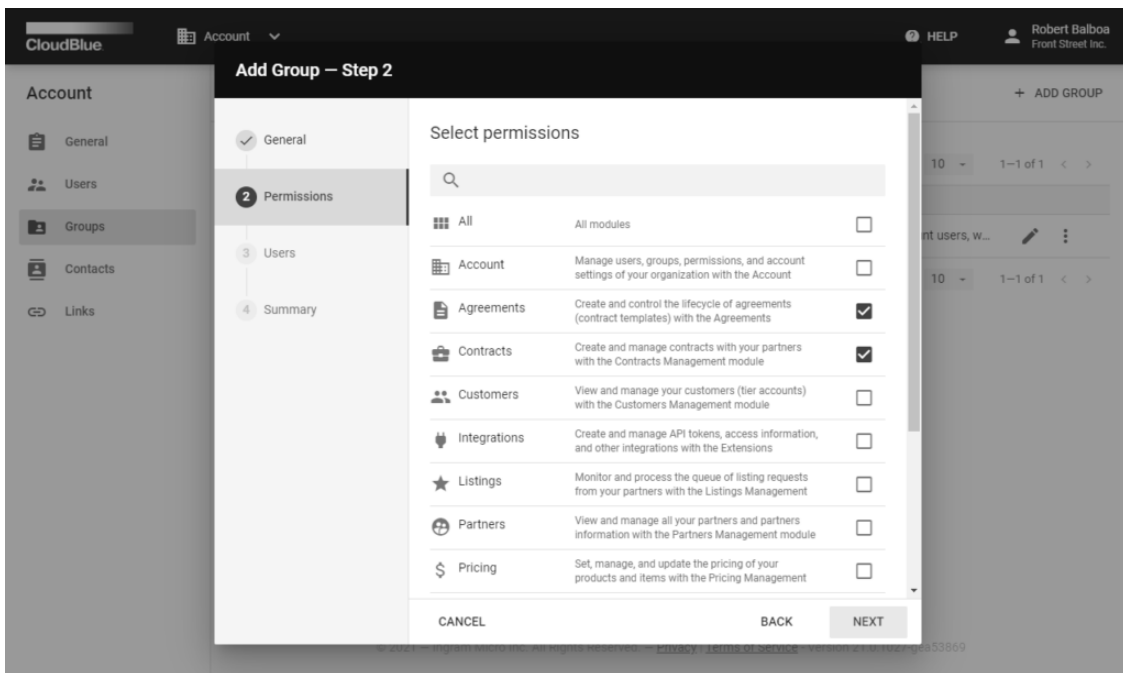 CloudBlue
Account
HELP
Robert Balboa
Front Street Inc.
Account
General
Users
Groups
Contacts
Links
+ ADD GROUP
10
1–1 of 1
nt users, w...
10
1–1 of 1
Add Group — Step 2
General
2 Permissions
3 Users
4 Summary
Select permissions
All
All modules
Account
Manage users, groups, permissions, and account
settings of your organization with the Account
Agreements
Create and control the lifecycle of agreements
(contract templates) with the Agreements
Contracts
Create and manage contracts with your partners
with the Contracts Management module
Customers
View and manage your customers (tier accounts)
with the Customers Management module
Integrations
Create and manage API tokens, access information,
and other integrations with the Extensions
Listings
Monitor and process the queue of listing requests
from your partners with the Listings Management
Partners
View and manage all your partners and partners
information with the Partners Management module
Pricing
Set, manage, and update the pricing of your
products and items with the Pricing Management
CANCEL
BACK
NEXT
© 2021 – Ingram Micro Inc. All Rights Reserved. – Privacy | Terms of Service · Version 21.0.1027-gea53869